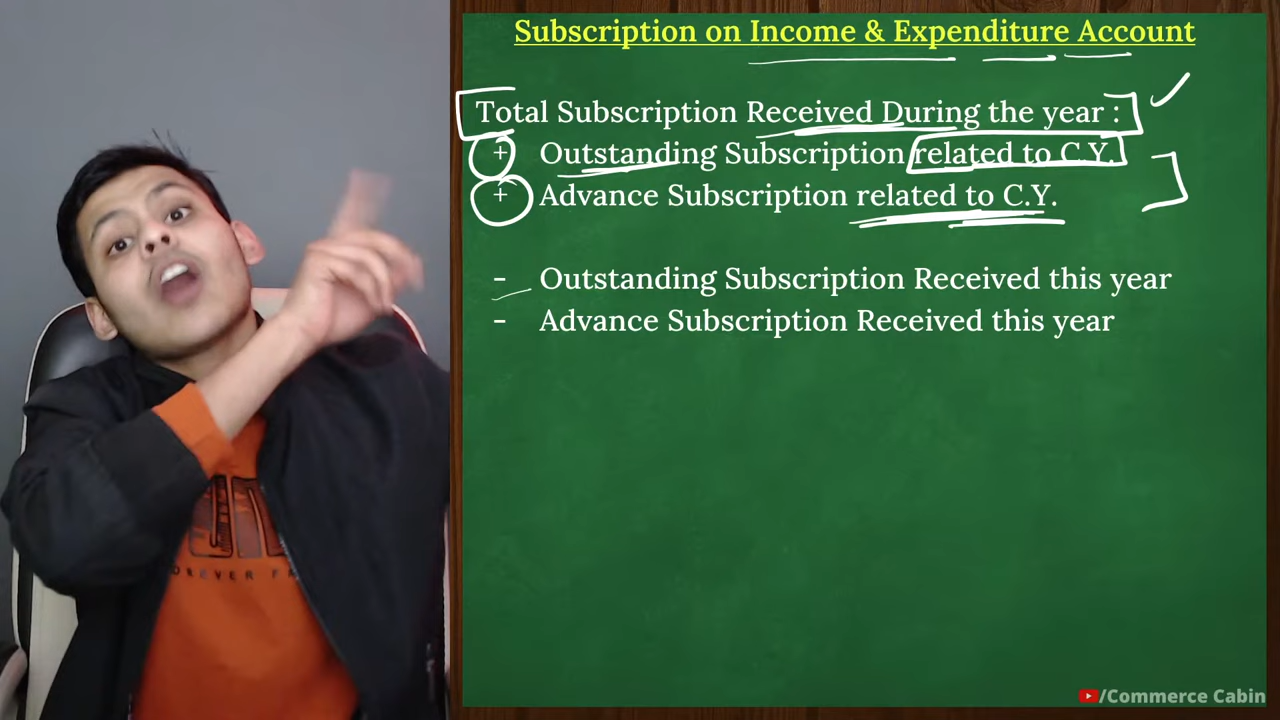 Subscription on Income & Expenditure Account
Total Subscription Received During the year :
+ Outstanding Subscription related to C.Y.
+ Advance Subscription related to C.Y.
- Outstanding Subscription Received this year
- Advance Subscription Received this year
/Commerce Cabin